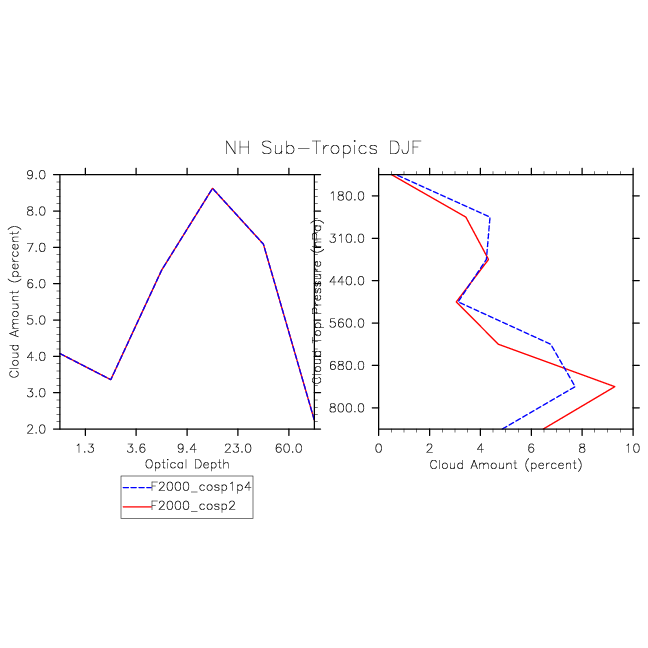 NH Sub-Tropics DJF
Cloud Amount (percent)
9.0
8.0
7.0
6.0
5.0
4.0
3.0
2.0
1.3 3.6 9.4 23.0 60.0
Optical Depth
Cloud Top Pressure (hPa)
180.0
310.0
440.0
560.0
680.0
800.0
0 2 4 6 8 10
Cloud Amount (percent)
F2000_cosp1p4
F2000_cosp2